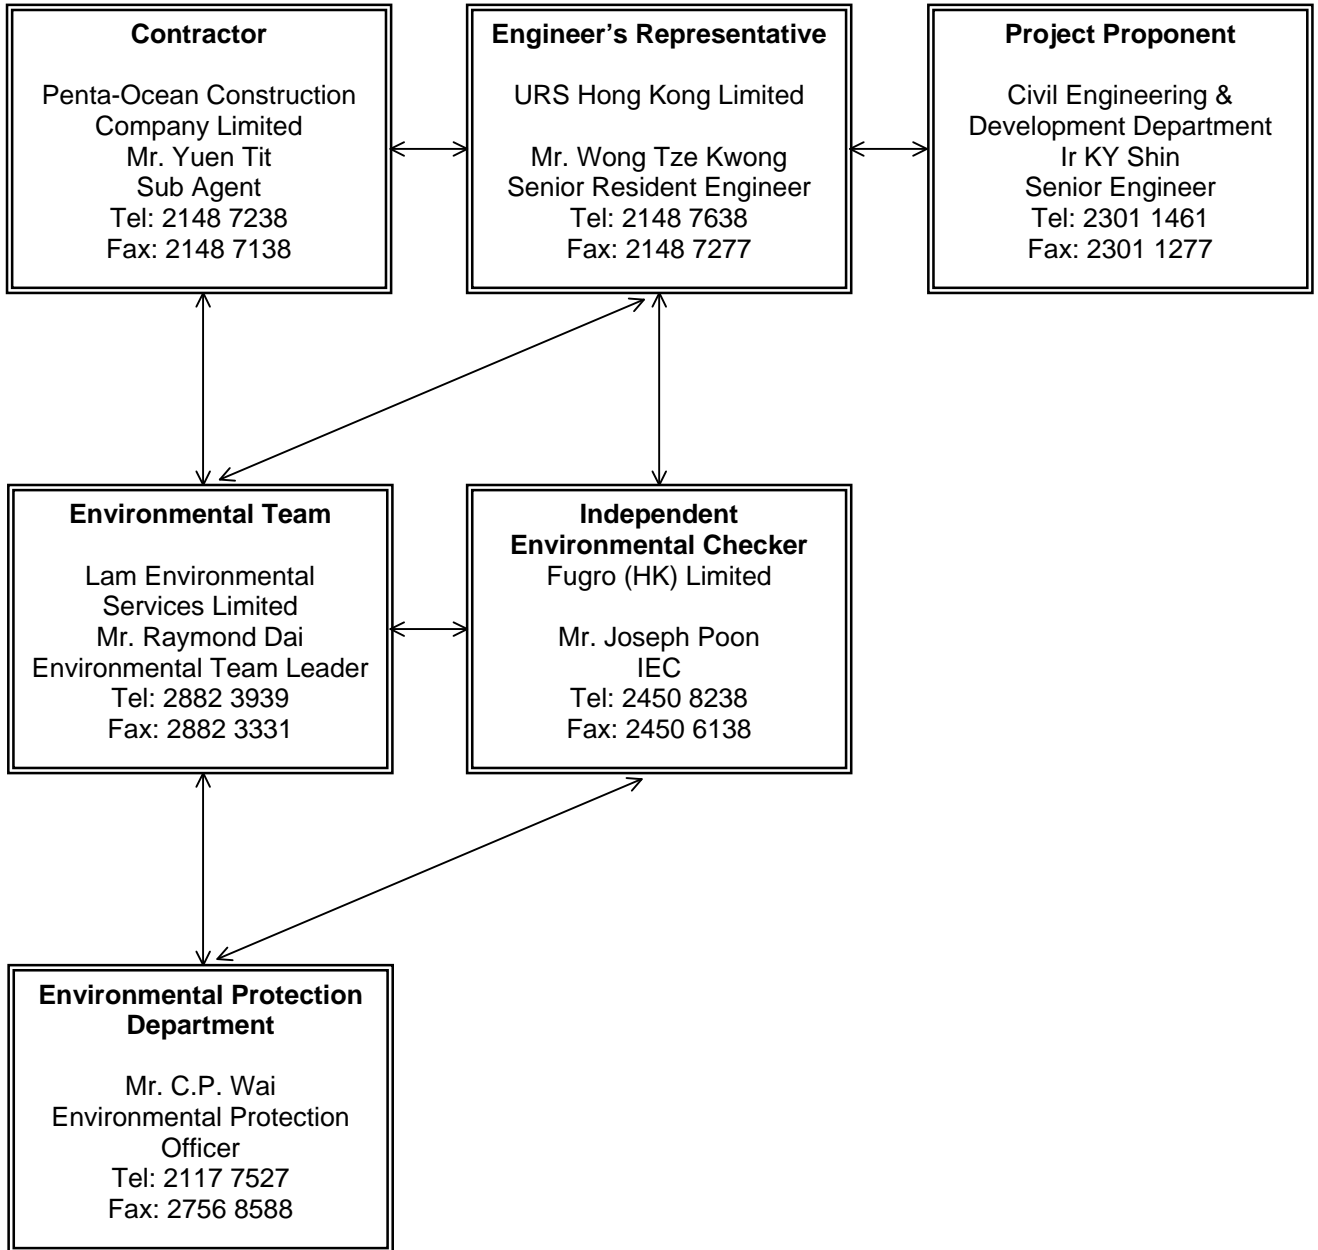 Contractor
Penta-Ocean Construction
Company Limited
Mr. Yuen Tit
Sub Agent
Tel: 2148 7238
Fax: 2148 7138
Engineer's Representative
URS Hong Kong Limited
Mr. Wong Tze Kwong
Senior Resident Engineer
Tel: 2148 7638
Fax: 2148 7277
Project Proponent
Civil Engineering &
Development Department
Ir KY Shin
Senior Engineer
Tel: 2301 1461
Fax: 2301 1277
Environmental Team
Lam Environmental
Services Limited
Mr. Raymond Dai
Environmental Team Leader
Tel: 2882 3939
Fax: 2882 3331
Independent
Environmental Checker
Fugro (HK) Limited
Mr. Joseph Poon
IEC
Tel: 2450 8238
Fax: 2450 6138
Environmental Protection
Department
Mr. C.P. Wai
Environmental Protection
Officer
Tel: 2117 7527
Fax: 2756 8588